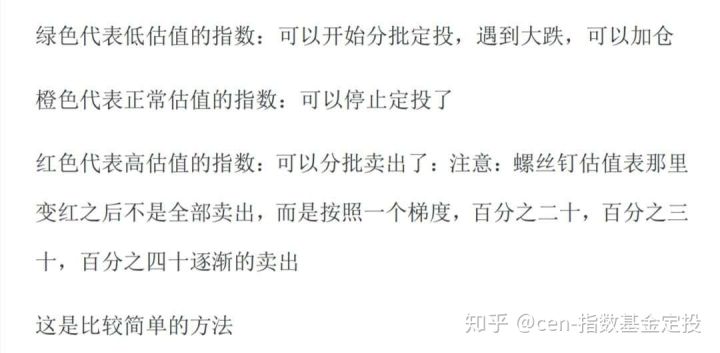 绿色代表低估值的指数：可以开始分批定投，遇到大跌，可以加仓
橙色代表正常估值的指数：可以停止定投了
红色代表高估值的指数：可以分批卖出了：注意：螺丝钉估值表那里
变红之后不是全部卖出，而是按照一个梯度，百分之二十，百分之三
十，百分之四十逐渐的卖出
这是比较简单的方法
知乎 @cen-指数基金定投